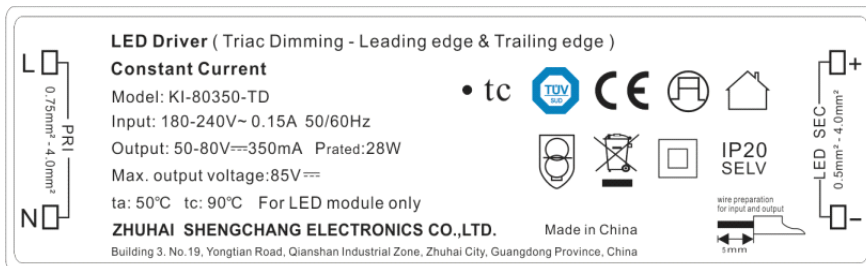 LED Driver ( Triac Dimming - Leading edge & Trailing edge )
Constant Current
Model: KI-80350-TD
Input: 180-240V~ 0.15A 50/60Hz
Output: 50-80V⎓350mA Prated:28W
Max. output voltage:85V⎓
ta: 50℃ tc: 90℃ For LED module only
ZHUHAI SHENGCHANG ELECTRONICS CO.,LTD.
Building 3. No.19, Yongtian Road, Qianshan Industrial Zone, Zhuhai City, Guangdong Province, China
L
N
PRI
0.75mm² - 4.0mm²
• tc
TÜV
SUD
CE
IP20
SELV
Made in China
wire preparation
for input and output
5mm
+
LED SEC
0.5mm² - 4.0mm²
−